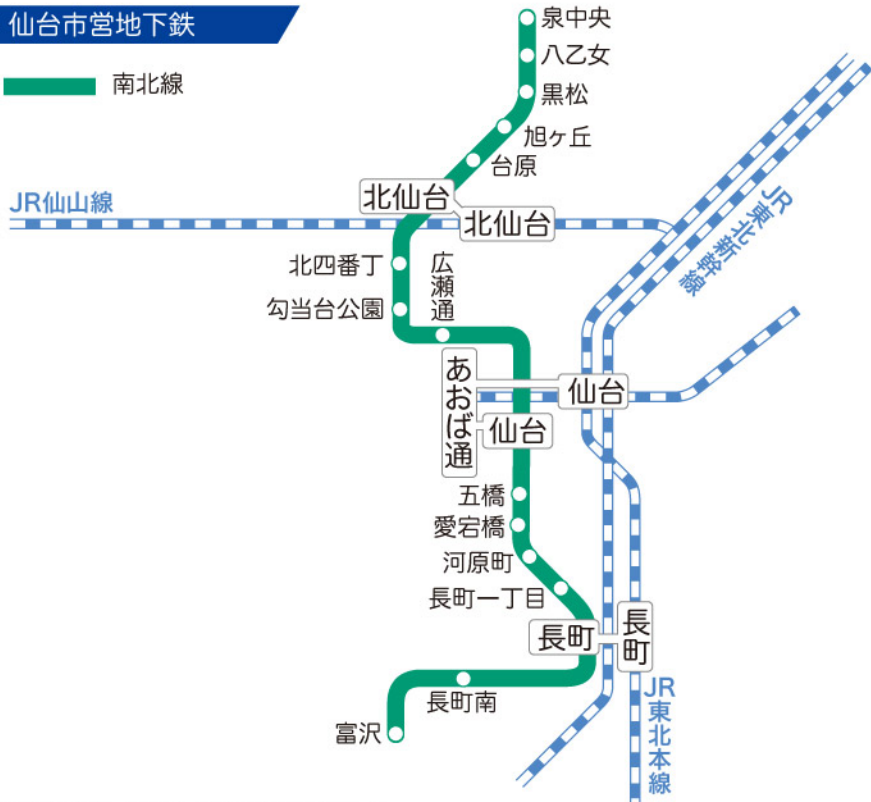 仙台市営地下鉄
南北線
泉中央
八乙女
黒松
旭ヶ丘
台原
北仙台
北仙台
JR仙山線
JR東北新幹線
北四番丁
広瀬通
勾当台公園
あおば通
仙台
仙台
五橋
愛宕橋
河原町
長町一丁目
長町
長町
長町南
富沢
JR東北本線